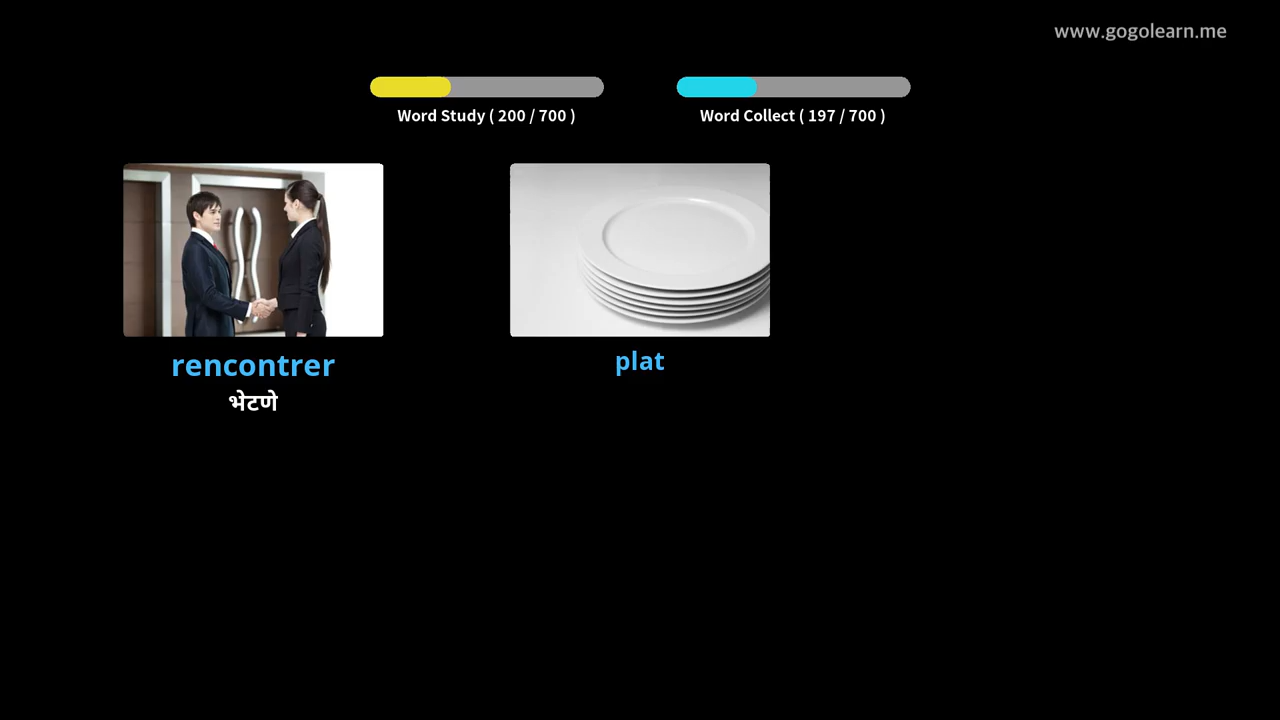 www.gogolearn.me
Word Study ( 200 / 700 )
Word Collect ( 197 / 700 )
rencontrer
भेटणे
plat